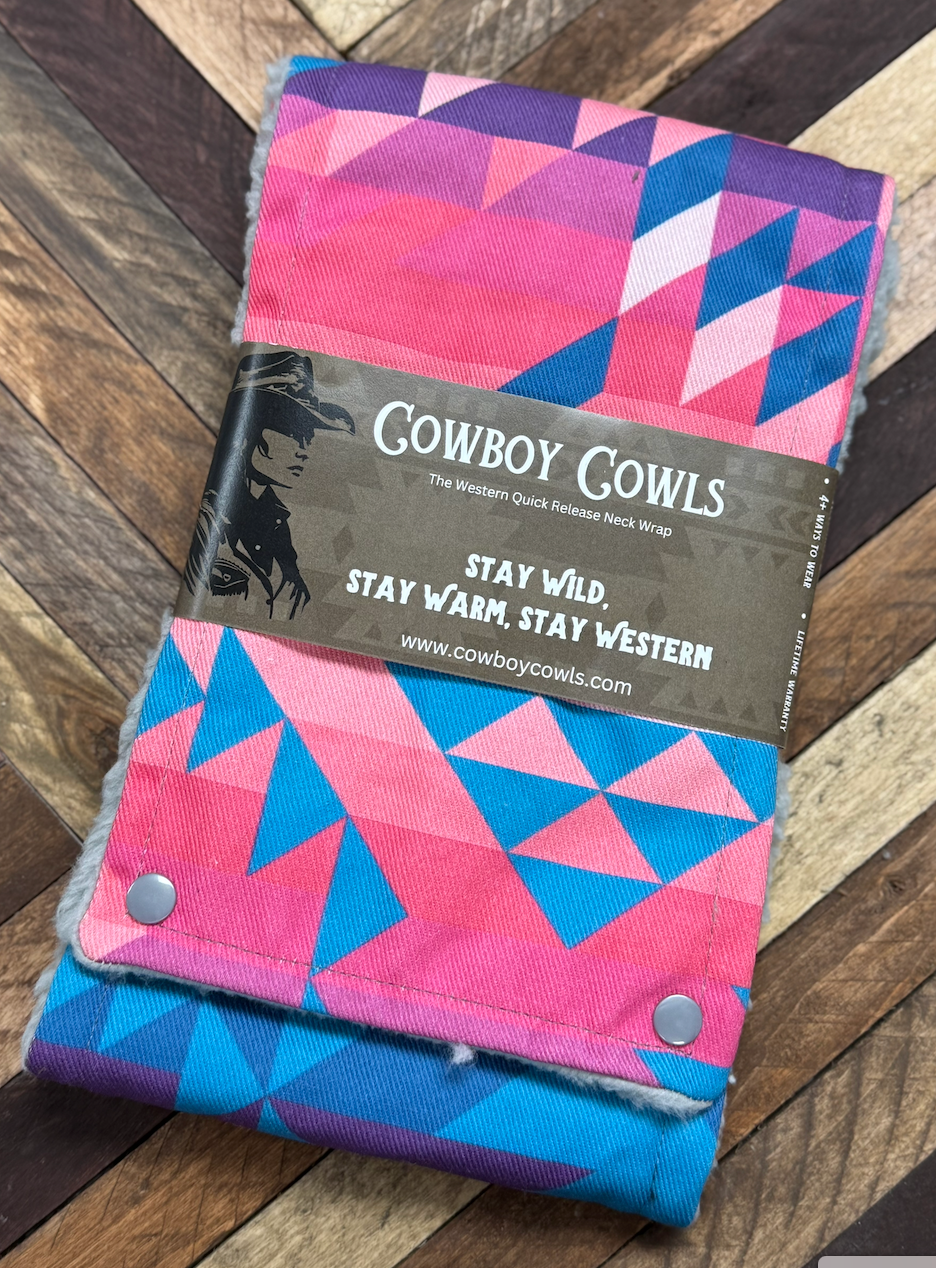 COWBOY COWLS
The Western Quick Release Neck Wrap
STAY WILD,
STAY WARM, STAY WESTERN
www.cowboycowls.com
• 4+ WAYS TO WEAR • LIFETIME WARRANTY